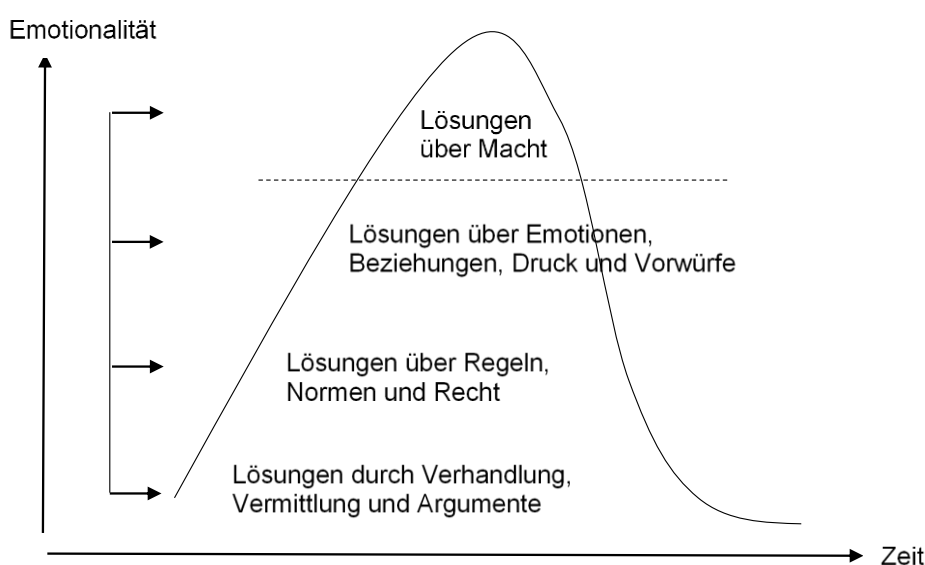 Emotionalität
Lösungen
über Macht
Lösungen über Emotionen,
Beziehungen, Druck und Vorwürfe
Lösungen über Regeln,
Normen und Recht
Lösungen durch Verhandlung,
Vermittlung und Argumente
Zeit